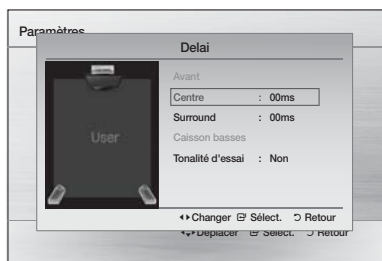 Paramètres
Delai
Avant
Centre : 00ms
Surround : 00ms
Caisson basses
Tonalité d'essai : Non
User
Changer Sélect. Retour
Déplacer Sélect. Retour